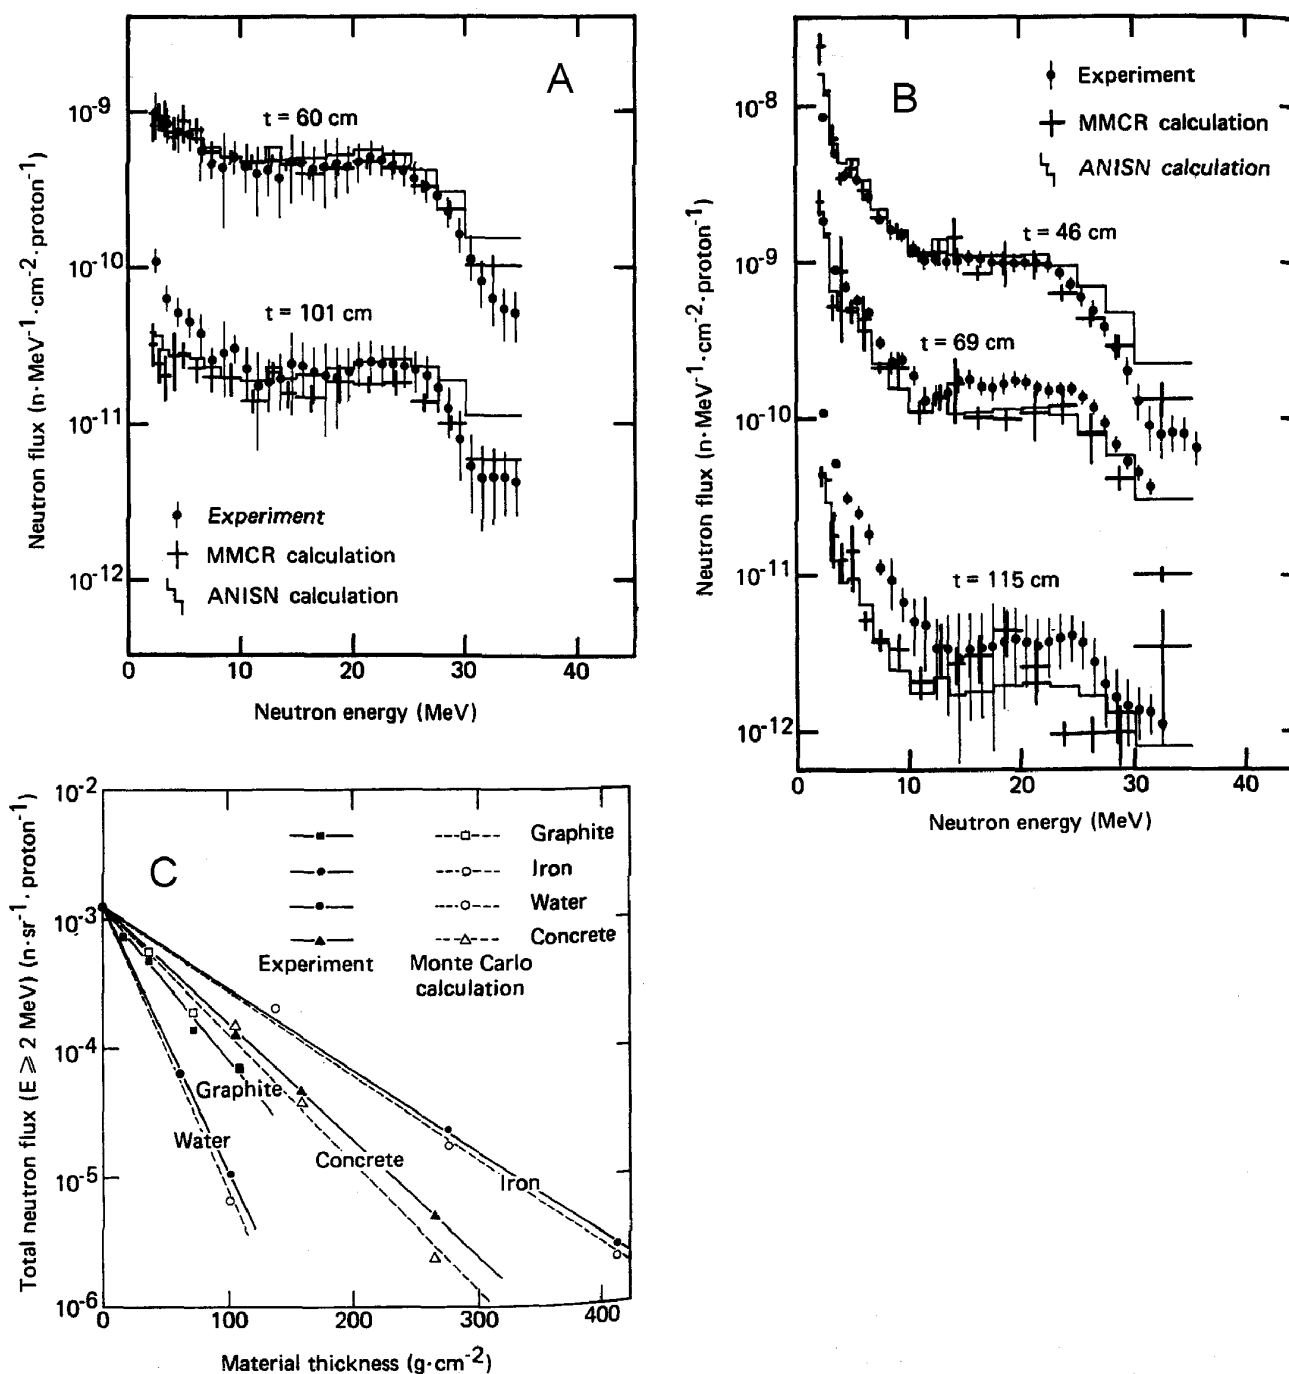 A
t = 60 cm
t = 101 cm
Experiment
MMCR calculation
ANISN calculation
10-9
10-10
10-11
10-12
Neutron flux (n·MeV-1·cm-2·proton-1)
0 10 20 30 40
Neutron energy (MeV)
B
Experiment
MMCR calculation
ANISN calculation
t = 46 cm
t = 69 cm
t = 115 cm
10-8
10-9
10-10
10-11
10-12
Neutron flux (n·MeV-1·cm-2·proton-1)
0 10 20 30 40
Neutron energy (MeV)
C
Graphite
Iron
Water
Concrete
Experiment Monte Carlo
calculation
Graphite
Water
Concrete
Iron
10-2
10-3
10-4
10-5
10-6
Total neutron flux (E ⩾ 2 MeV) (n·sr-1·proton-1)
0 100 200 300 400
Material thickness (g·cm-2)